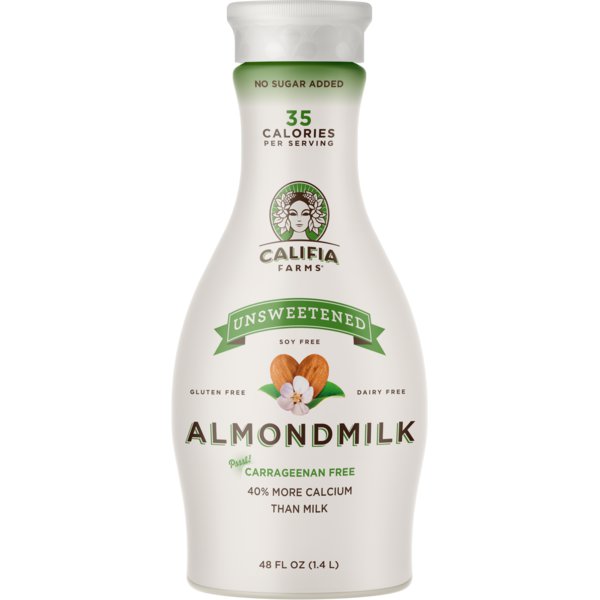 NO SUGAR ADDED
35
CALORIES
PER SERVING
CALIFIA
FARMS®
UNSWEETENED
SOY FREE
GLUTEN FREE
DAIRY FREE
ALMONDMILK
Psssst!
CARRAGEENAN FREE
40% MORE CALCIUM
THAN MILK
48 FL OZ (1.4 L)